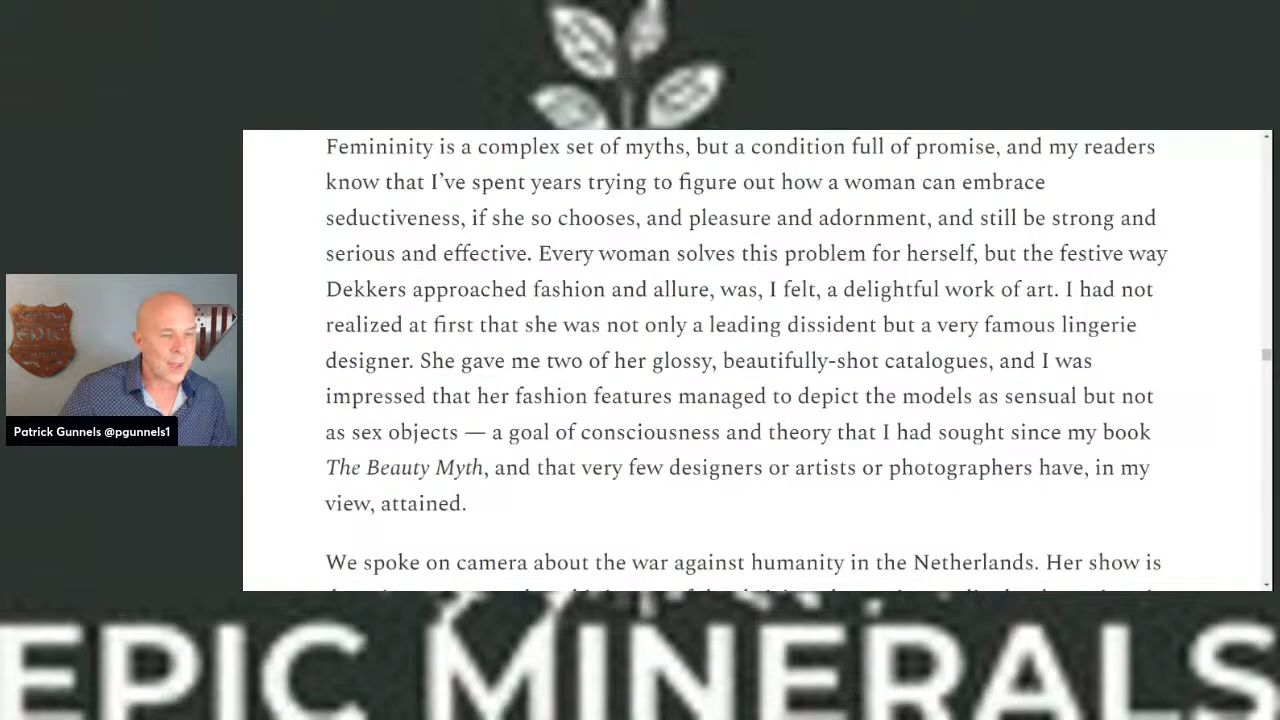 Femininity is a complex set of myths, but a condition full of promise, and my readers
know that I've spent years trying to figure out how a woman can embrace
seductiveness, if she so chooses, and pleasure and adornment, and still be strong and
serious and effective. Every woman solves this problem for herself, but the festive way
Dekkers approached fashion and allure, was, I felt, a delightful work of art. I had not
realized at first that she was not only a leading dissident but a very famous lingerie
designer. She gave me two of her glossy, beautifully-shot catalogues, and I was
impressed that her fashion features managed to depict the models as sensual but not
as sex objects — a goal of consciousness and theory that I had sought since my book
The Beauty Myth, and that very few designers or artists or photographers have, in my
view, attained.
We spoke on camera about the war against humanity in the Netherlands. Her show is
EPIC
Patrick Gunnels @pgunnels1
EPIC MINERALS